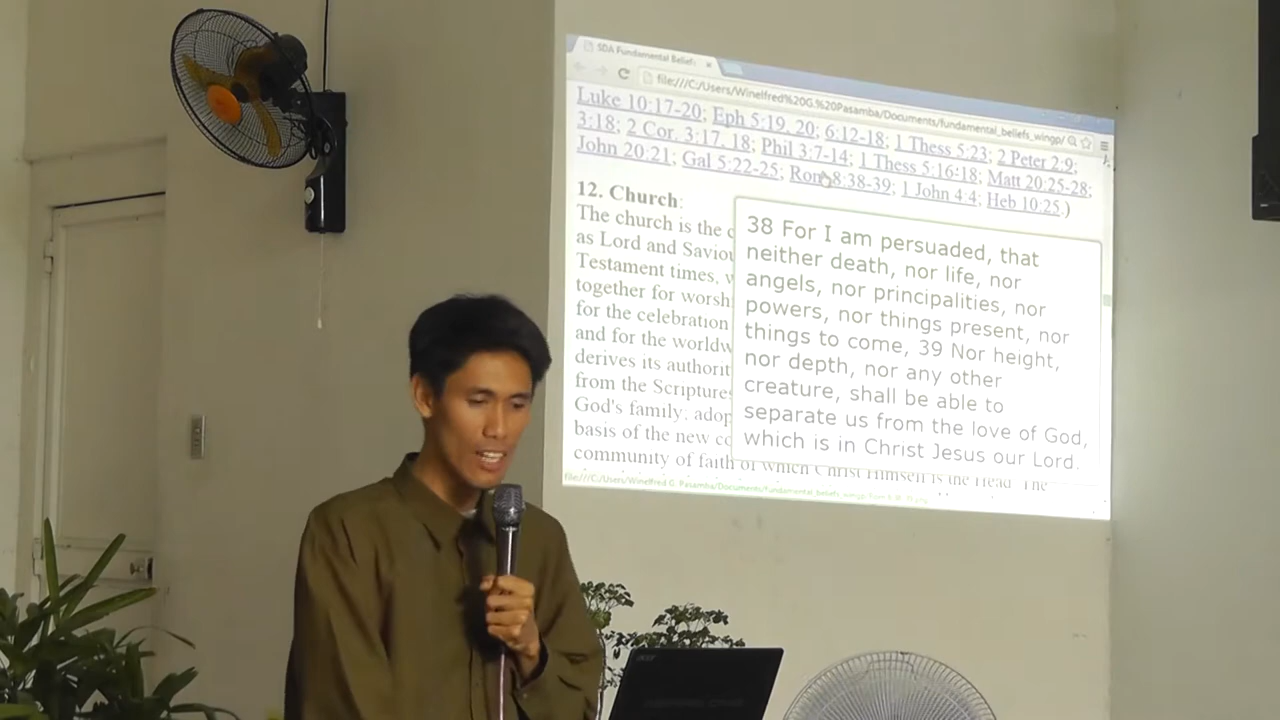 SDA Fundamental Beliefs
file:///C:/Users/Winelfred%20G.%20Pasamba/Documents/fundamental_beliefs_wingp/
Luke 10:17-20; Eph 5:19, 20; 6:12-18; 1 Thess 5:23; 2 Peter 2:9;
3:18; 2 Cor. 3:17, 18; Phil 3:7-14; 1 Thess 5:16-18; Matt 20:25-28;
John 20:21; Gal 5:22-25; Rom 8:38-39; 1 John 4:4; Heb 10:25.)
12. Church:
The church is the c
as Lord and Saviou
Testament times, w
together for worsh
for the celebration
and for the worldw
derives its authorit
from the Scriptures
God's family; adop
basis of the new co
community of faith of which Christ Himself is the Head. The
38 For I am persuaded, that
neither death, nor life, nor
angels, nor principalities, nor
powers, nor things present, nor
things to come, 39 Nor height,
nor depth, nor any other
creature, shall be able to
separate us from the love of God,
which is in Christ Jesus our Lord.
file:///C:/Users/Winelfred G. Pasamba/Documents/fundamental_beliefs_wingp
acer